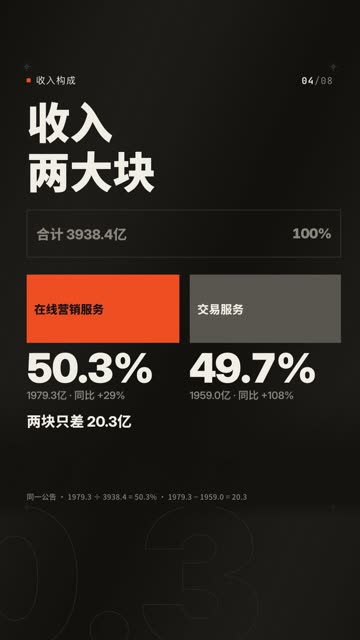 收入构成
04/08
收入
两大块
合计 3938.4亿
100%
在线营销服务
交易服务
50.3%
49.7%
1979.3亿 · 同比 +29%
1959.0亿 · 同比 +108%
两块只差 20.3亿
同一公告 · 1979.3 ÷ 3938.4 = 50.3% · 1979.3 − 1959.0 = 20.3
0.3